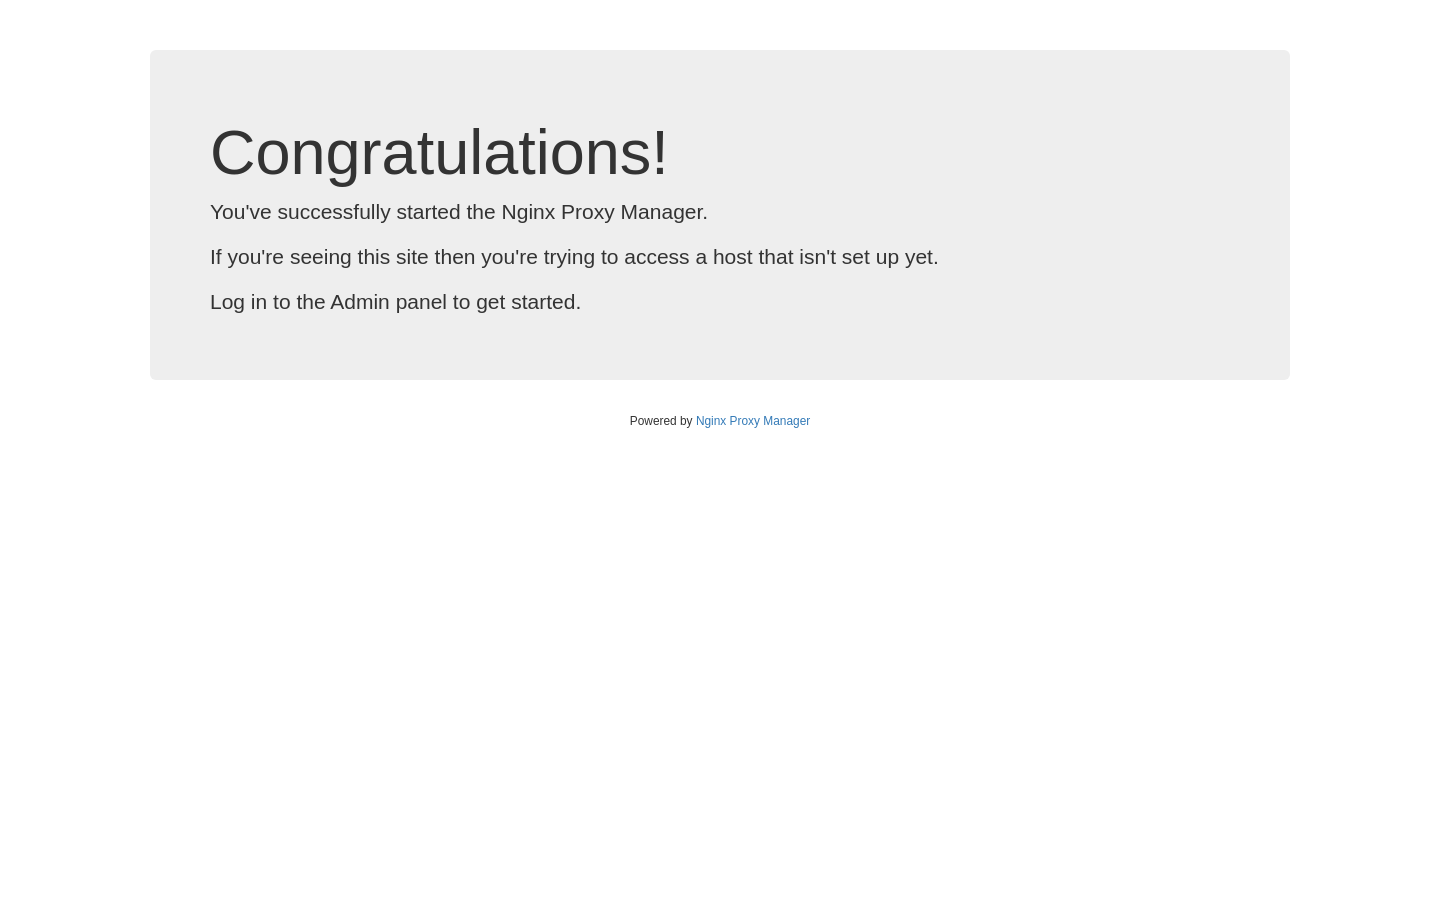 Congratulations!
You've successfully started the Nginx Proxy Manager.
If you're seeing this site then you're trying to access a host that isn't set up yet.
Log in to the Admin panel to get started.
Powered by Nginx Proxy Manager